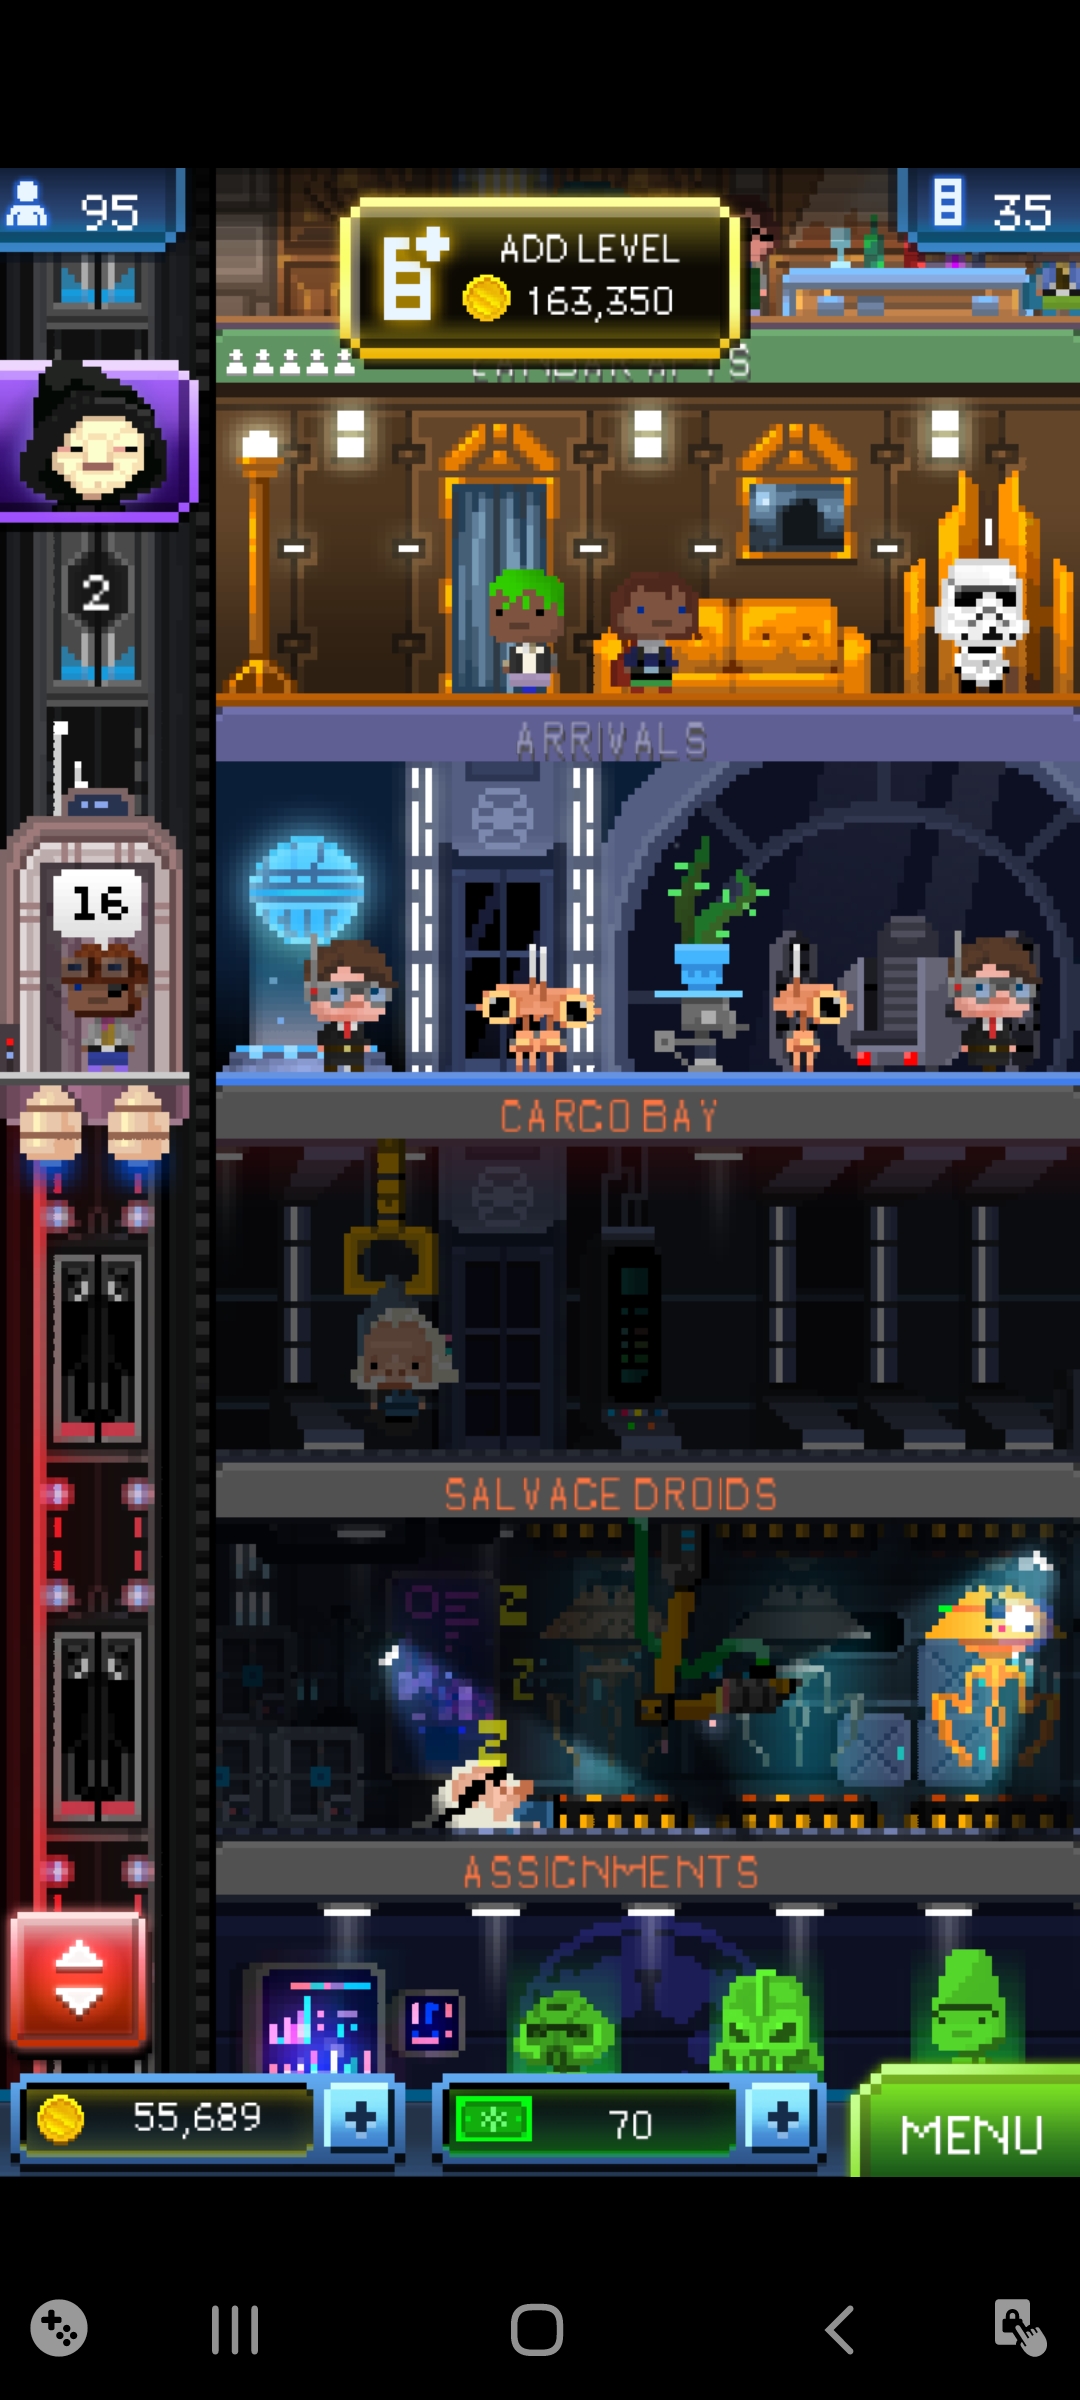 95
ADD LEVEL
163,350
35
2
ARRIVALS
16
CARGO BAY
SALVAGE DROIDS
Z
Z
Z
ASSIGNMENTS
55,689
70
MENU